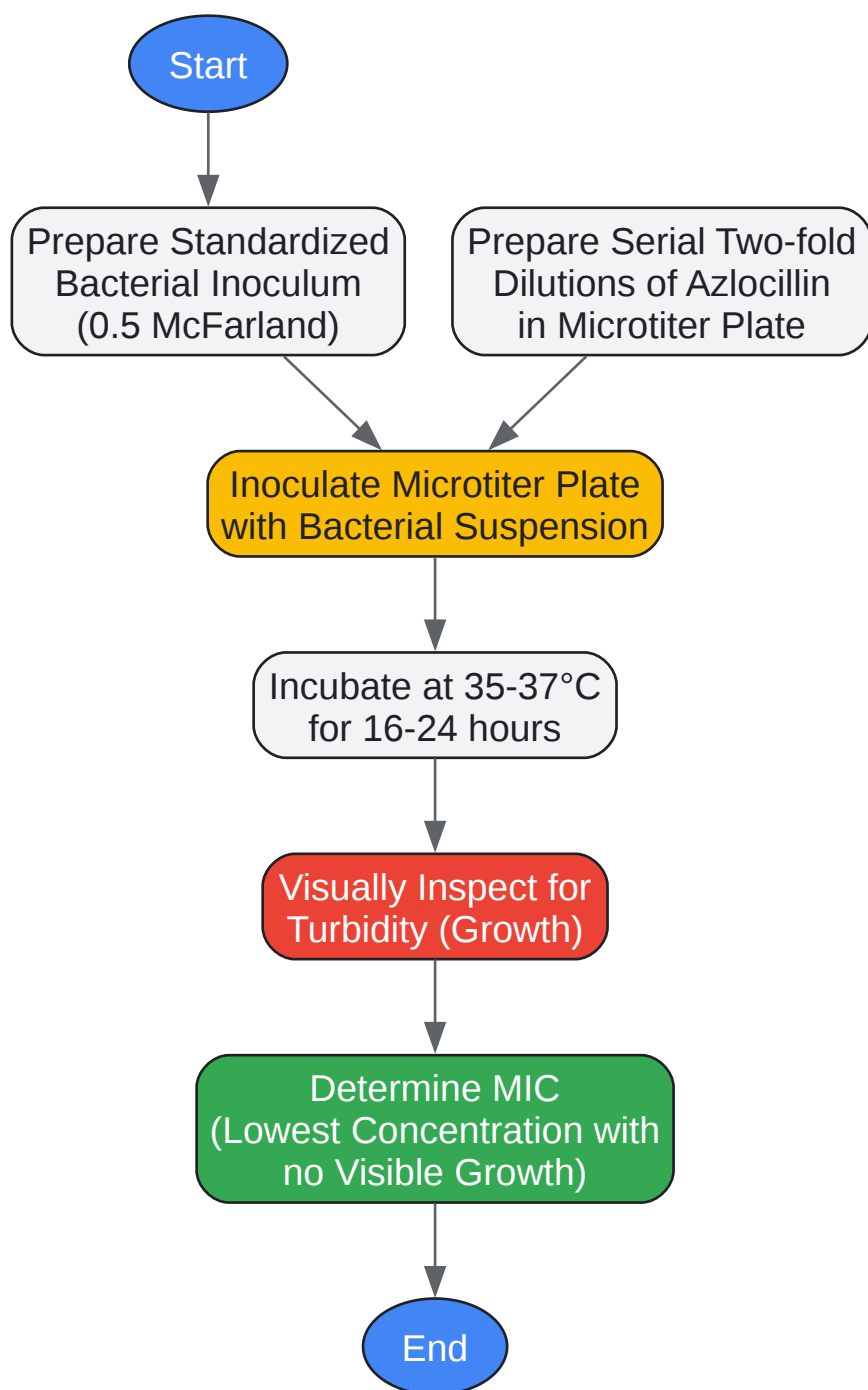 Start
Prepare Standardized
Bacterial Inoculum
(0.5 McFarland)
Prepare Serial Two-fold
Dilutions of Azlocillin
in Microtiter Plate
Inoculate Microtiter Plate
with Bacterial Suspension
Incubate at 35-37°C
for 16-24 hours
Visually Inspect for
Turbidity (Growth)
Determine MIC
(Lowest Concentration with
no Visible Growth)
End